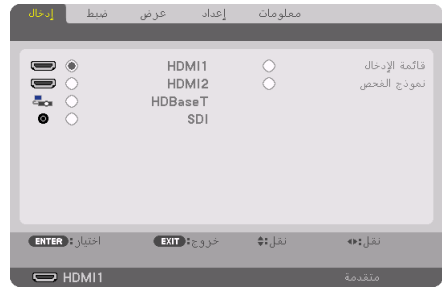 إدخال ضبط عرض إعداد معلومات
HDMI1 قائمة الإدخال
HDMI2 نموذج الفحص
HDBaseT
SDI
ENTER :اختيار EXIT :خروج نقل: نقل:
HDMI1 متقدمة